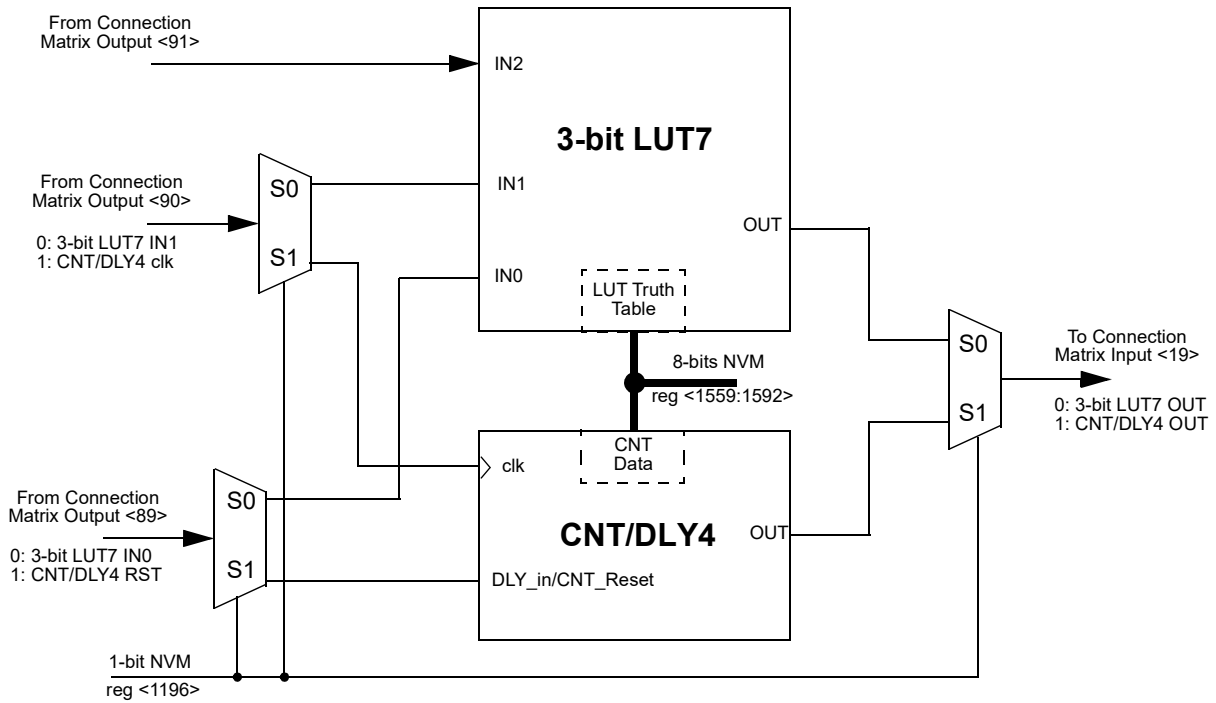 From Connection
Matrix Output <91>
IN2
3-bit LUT7
From Connection
Matrix Output <90>
0: 3-bit LUT7 IN1
1: CNT/DLY4 clk
S0
S1
IN1
IN0
OUT
LUT Truth
Table
8-bits NVM
reg <1559:1592>
S0
S1
To Connection
Matrix Input <19>
0: 3-bit LUT7 OUT
1: CNT/DLY4 OUT
CNT
Data
clk
CNT/DLY4
OUT
DLY_in/CNT_Reset
From Connection
Matrix Output <89>
0: 3-bit LUT7 IN0
1: CNT/DLY4 RST
S0
S1
1-bit NVM
reg <1196>